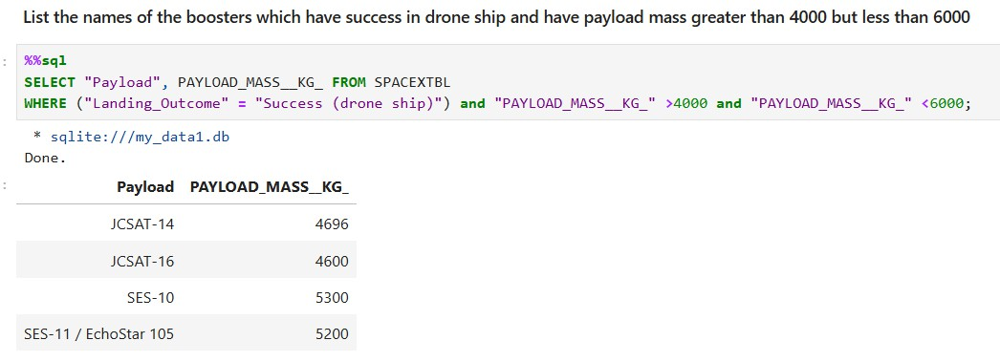 List the names of the boosters which have success in drone ship and have payload mass greater than 4000 but less than 6000
: %%sql
SELECT "Payload", PAYLOAD_MASS__KG_ FROM SPACEXTBL
WHERE ("Landing_Outcome" = "Success (drone ship)") and "PAYLOAD_MASS__KG_" >4000 and "PAYLOAD_MASS__KG_" <6000;
* sqlite:///my_data1.db
Done.
: Payload PAYLOAD_MASS__KG_
JCSAT-14 4696
JCSAT-16 4600
SES-10 5300
SES-11 / EchoStar 105 5200